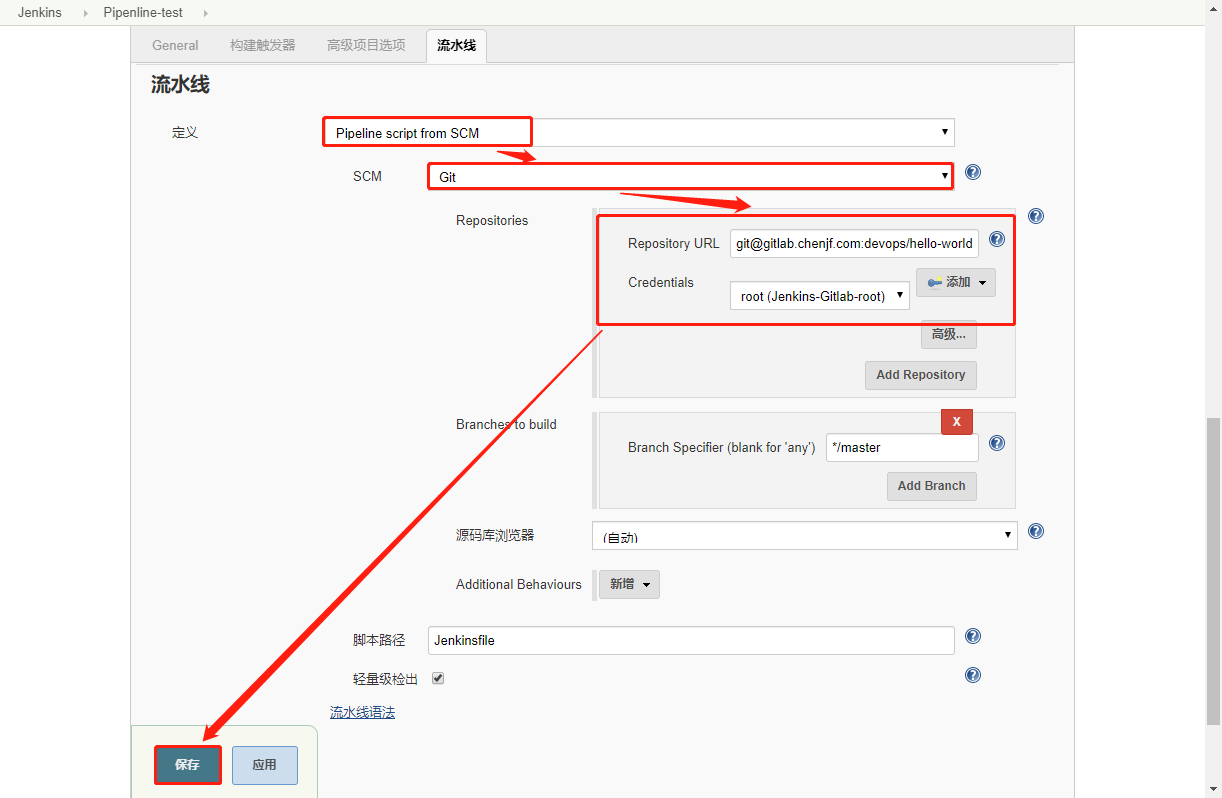 Jenkins Pipenline-test
General 构建触发器 高级项目选项 流水线
流水线
定义 Pipeline script from SCM
SCM Git
Repositories
Repository URL git@gitlab.chenjf.com:devops/hello-world
Credentials root (Jenkins-Gitlab-root) 添加
高级...
Add Repository
Branches to build X
Branch Specifier (blank for 'any') */master
Add Branch
源码库浏览器 (自动)
Additional Behaviours 新增
脚本路径 Jenkinsfile
轻量级检出
流水线语法
保存 应用